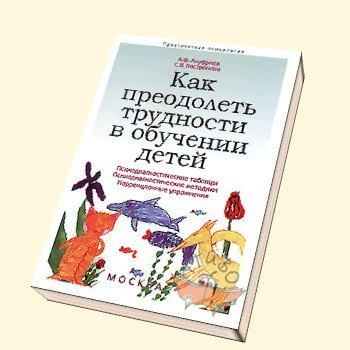 Практическая психология
А.Ф. Ануфриев
С.Н. Костромина
Как
преодолеть
трудности
в обучении
детей
Психодиагностические таблицы
Психодиагностические методики
Коррекционные упражнения
МОСКВА